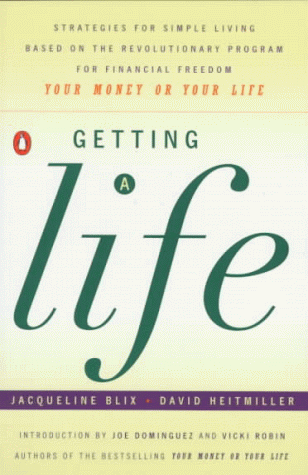 STRATEGIES FOR SIMPLE LIVING
BASED ON THE REVOLUTIONARY PROGRAM
FOR FINANCIAL FREEDOM
YOUR MONEY OR YOUR LIFE
GETTING
A
life
JACQUELINE BLIX • DAVID HEITMILLER
INTRODUCTION BY JOE DOMINGUEZ AND VICKI ROBIN
AUTHORS OF THE BESTSELLING YOUR MONEY OR YOUR LIFE